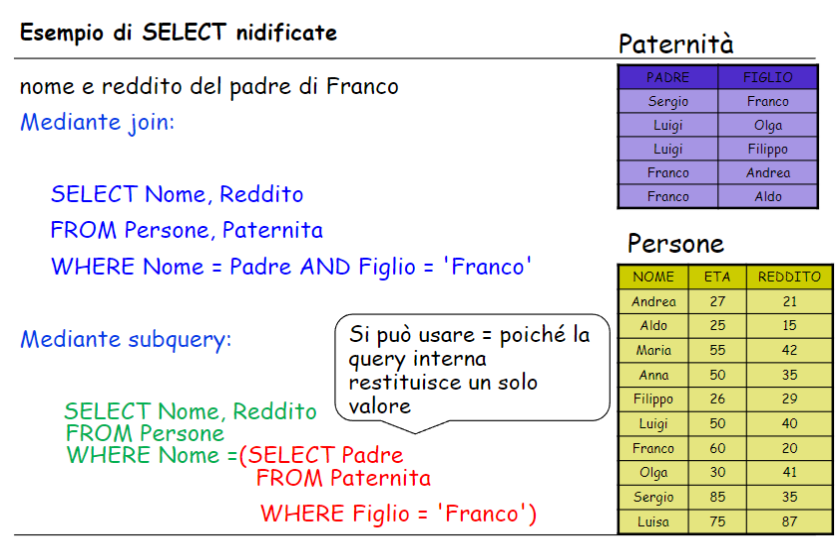 Esempio di SELECT nidificate
nome e reddito del padre di Franco
Mediante join:
SELECT Nome, Reddito
FROM Persone, Paternita
WHERE Nome = Padre AND Figlio = 'Franco'
Mediante subquery:
Si può usare = poiché la
query interna
restituisce un solo
valore
SELECT Nome, Reddito
FROM Persone
WHERE Nome =(SELECT Padre
FROM Paternita
WHERE Figlio = 'Franco')
Paternità
PADRE FIGLIO
Sergio Franco
Luigi Olga
Luigi Filippo
Franco Andrea
Franco Aldo
Persone
NOME ETA REDDITO
Andrea 27 21
Aldo 25 15
Maria 55 42
Anna 50 35
Filippo 26 29
Luigi 50 40
Franco 60 20
Olga 30 41
Sergio 85 35
Luisa 75 87